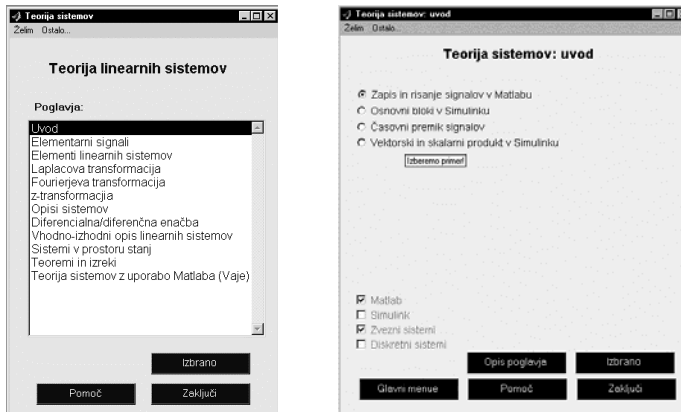 Teorija sistemov
Želim Ostalo...
Teorija linearnih sistemov
Poglavja:
Uvod
Elementarni signali
Elementi linearnih sistemov
Laplacova transformacija
Fourierjeva transformacija
z-transformacjia
Opisi sistemov
Diferencialna/diferenčna enačba
Vhodno-izhodni opis linearnih sistemov
Sistemi v prostoru stanj
Teoremi in izreki
Teorija sistemov z uporabo Matlaba (Vaje)
Izbrano
Pomoč Zaključi
Teorija sistemov: uvod
Želim Ostalo...
Teorija sistemov: uvod
Zapis in risanje signalov v Matlabu
Osnovni bloki v Simulinku
Časovni premik signalov
Vektorski in skalarni produkt v Simulinku
Izberemo primer!
Matlab
Simulink
Zvezni sistemi
Diskretni sistemi
Opis poglavja Izbrano
Glavni menue Pomoč Zaključi